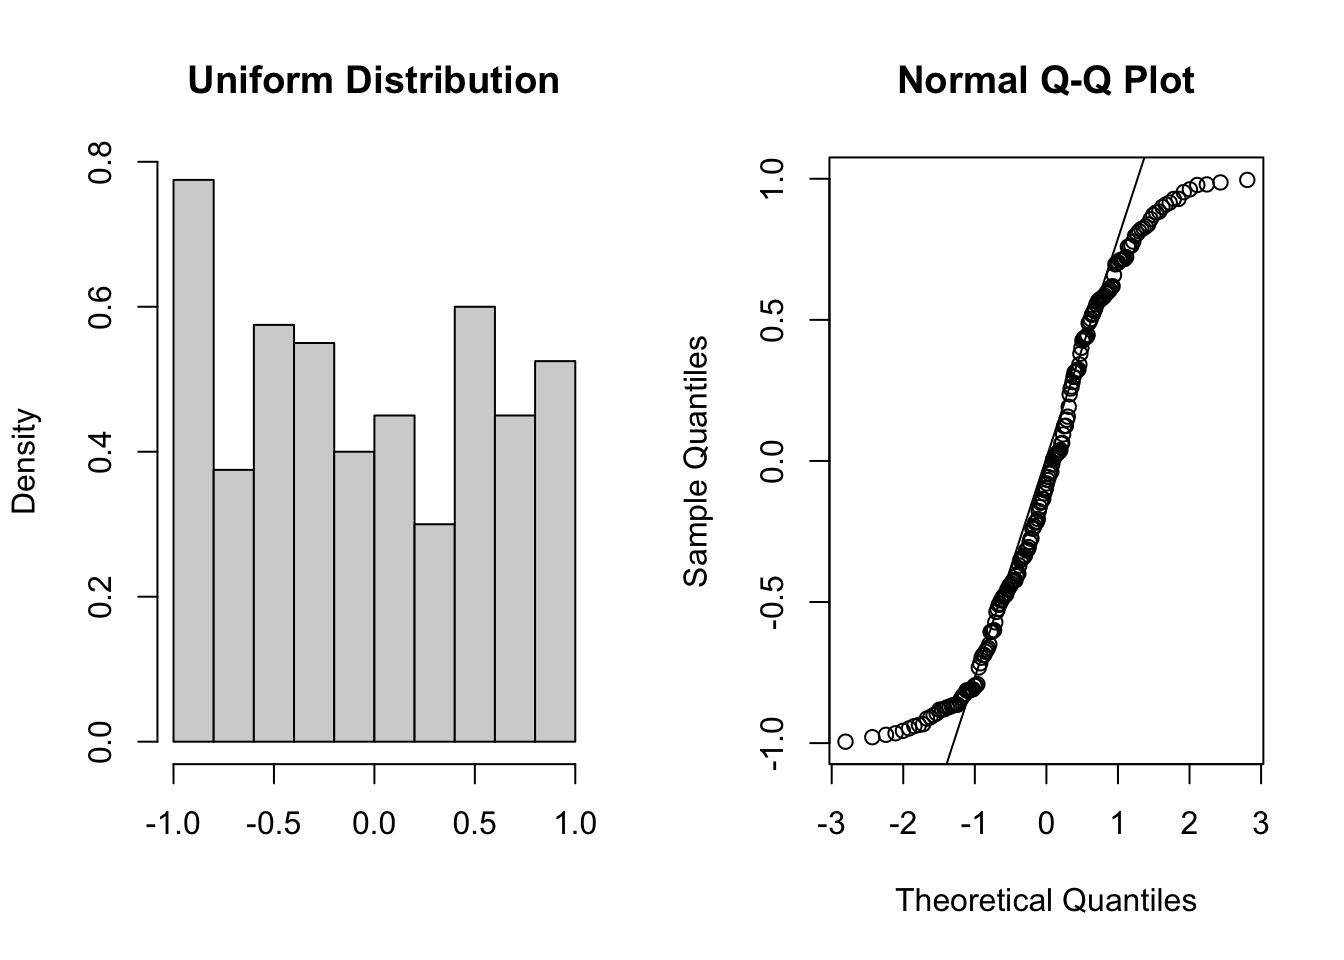 Uniform Distribution
Density
0.0
0.2
0.4
0.6
0.8
-1.0 -0.5 0.0 0.5 1.0
Normal Q-Q Plot
Sample Quantiles
-1.0
-0.5
0.0
0.5
1.0
-3 -2 -1 0 1 2 3
Theoretical Quantiles